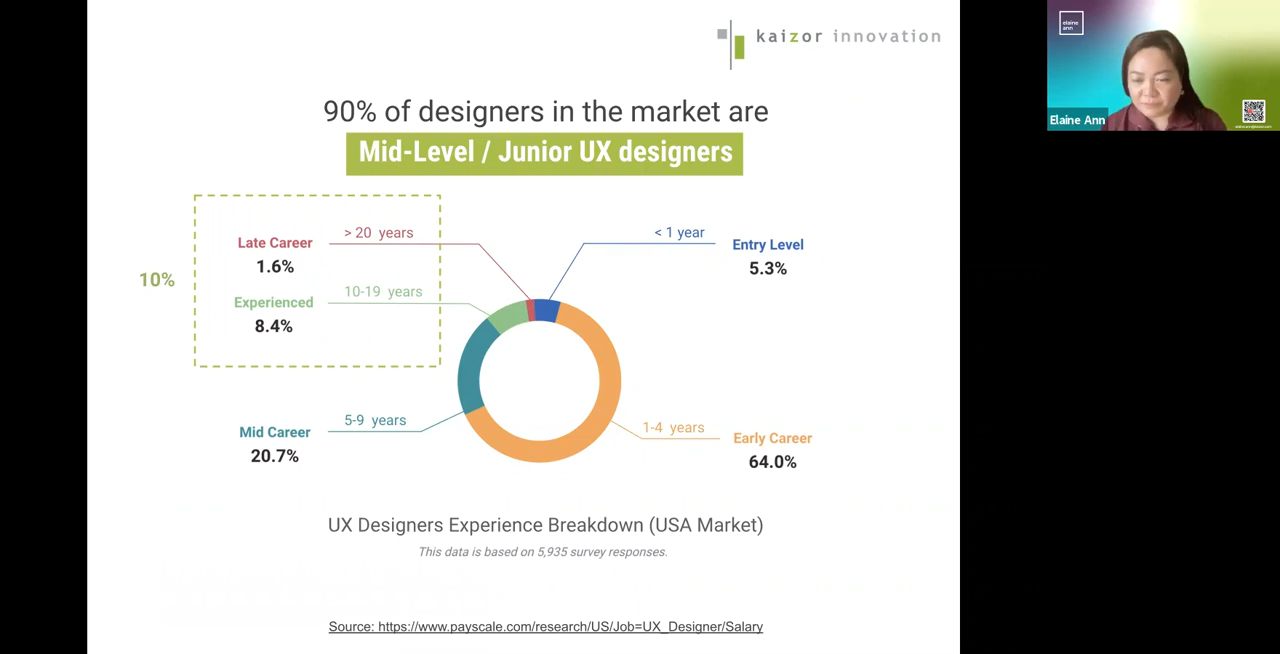 kaizor innovation
90% of designers in the market are
Mid-Level / Junior UX designers
10%
Late Career
1.6%
> 20 years
Experienced
8.4%
10-19 years
Mid Career
20.7%
5-9 years
< 1 year
Entry Level
5.3%
1-4 years
Early Career
64.0%
UX Designers Experience Breakdown (USA Market)
This data is based on 5,935 survey responses.
Source: https://www.payscale.com/research/US/Job=UX_Designer/Salary
elaine
ann
Elaine Ann